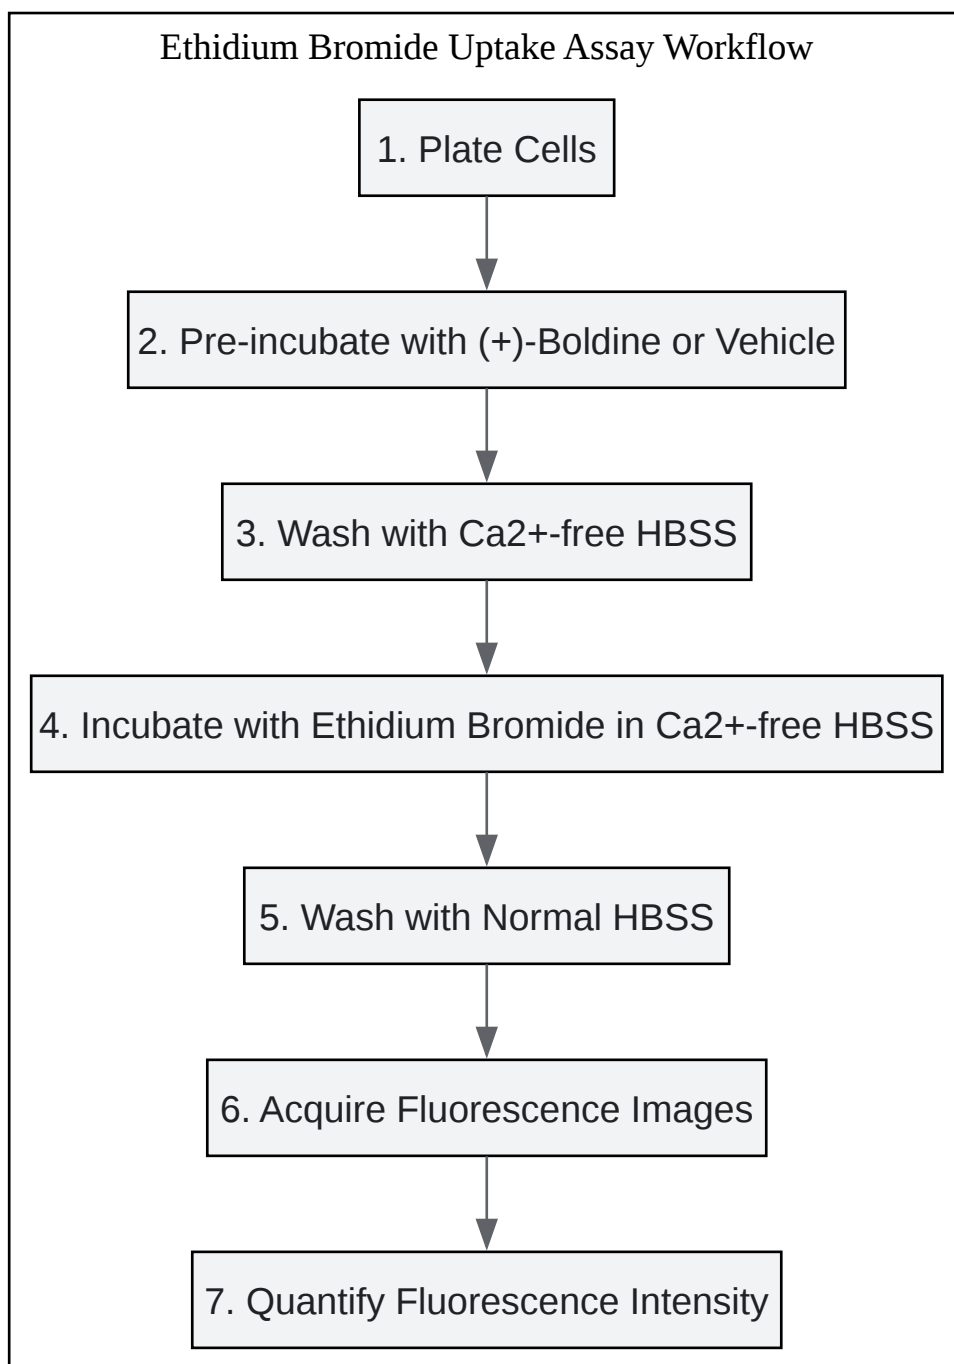 Ethidium Bromide Uptake Assay Workflow
1. Plate Cells
2. Pre-incubate with (+)-Boldine or Vehicle
3. Wash with Ca2+-free HBSS
4. Incubate with Ethidium Bromide in Ca2+-free HBSS
5. Wash with Normal HBSS
6. Acquire Fluorescence Images
7. Quantify Fluorescence Intensity